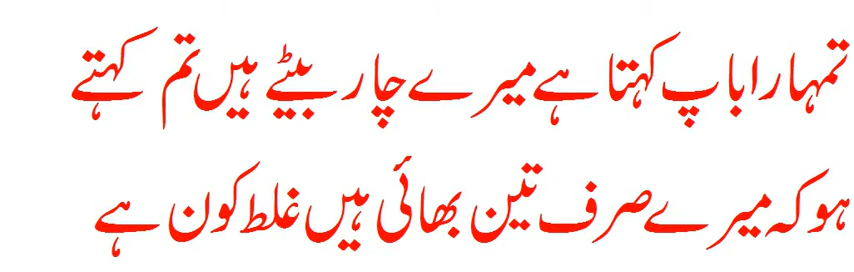 تمہارا باپ کہتا ہے میرے چار بیٹے ہیں تم کہتے
ہو کہ میرے صرف تین بھائی ہیں غلط کون ہے